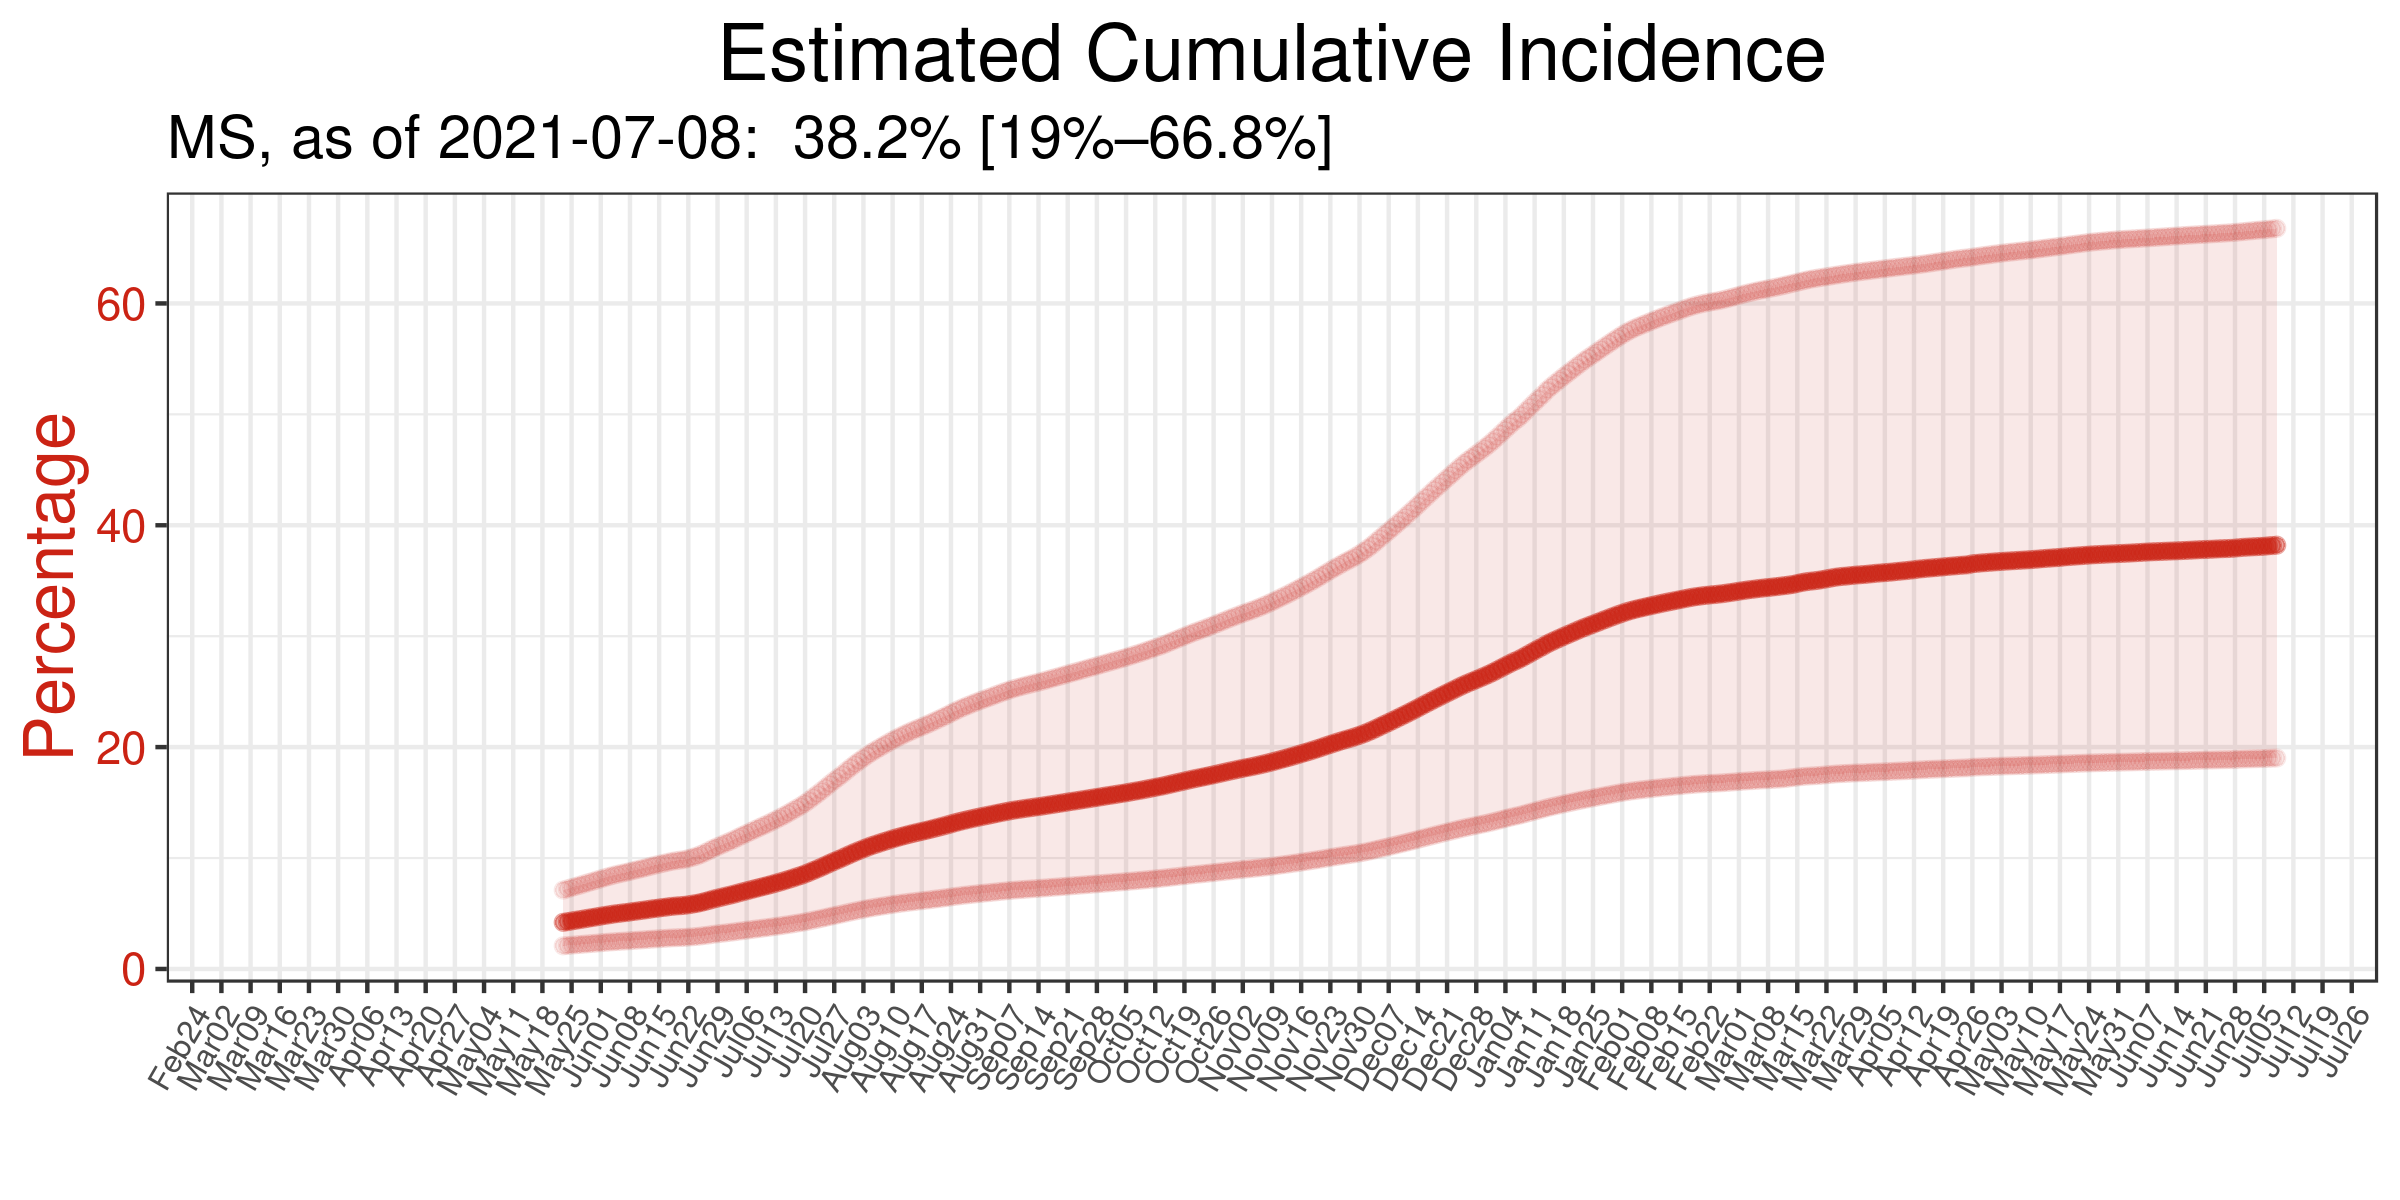 Estimated Cumulative Incidence
MS, as of 2021-07-08:  38.2% [19%–66.8%]
Percentage
60
40
20
0
Feb24
Mar02
Mar09
Mar16
Mar23
Mar30
Apr06
Apr13
Apr20
Apr27
May04
May11
May18
May25
Jun01
Jun08
Jun15
Jun22
Jun29
Jul06
Jul13
Jul20
Jul27
Aug03
Aug10
Aug17
Aug24
Aug31
Sep07
Sep14
Sep21
Sep28
Oct05
Oct12
Oct19
Oct26
Nov02
Nov09
Nov16
Nov23
Nov30
Dec07
Dec14
Dec21
Dec28
Jan04
Jan11
Jan18
Jan25
Feb01
Feb08
Feb15
Feb22
Mar01
Mar08
Mar15
Mar22
Mar29
Apr05
Apr12
Apr19
Apr26
May03
May10
May17
May24
May31
Jun07
Jun14
Jun21
Jun28
Jul05
Jul12
Jul19
Jul26